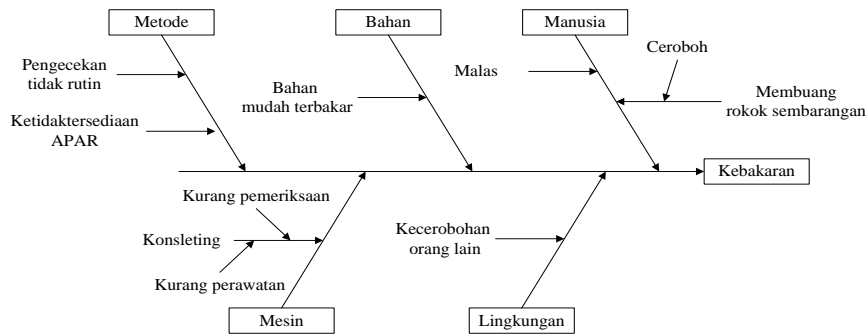 Metode
Bahan
Manusia
Pengecekan
tidak rutin
Ketidaktersediaan
APAR
Bahan
mudah terbakar
Malas
Ceroboh
Membuang
rokok sembarangan
Kebakaran
Kurang pemeriksaan
Konsleting
Kurang perawatan
Kecerobohan
orang lain
Mesin
Lingkungan